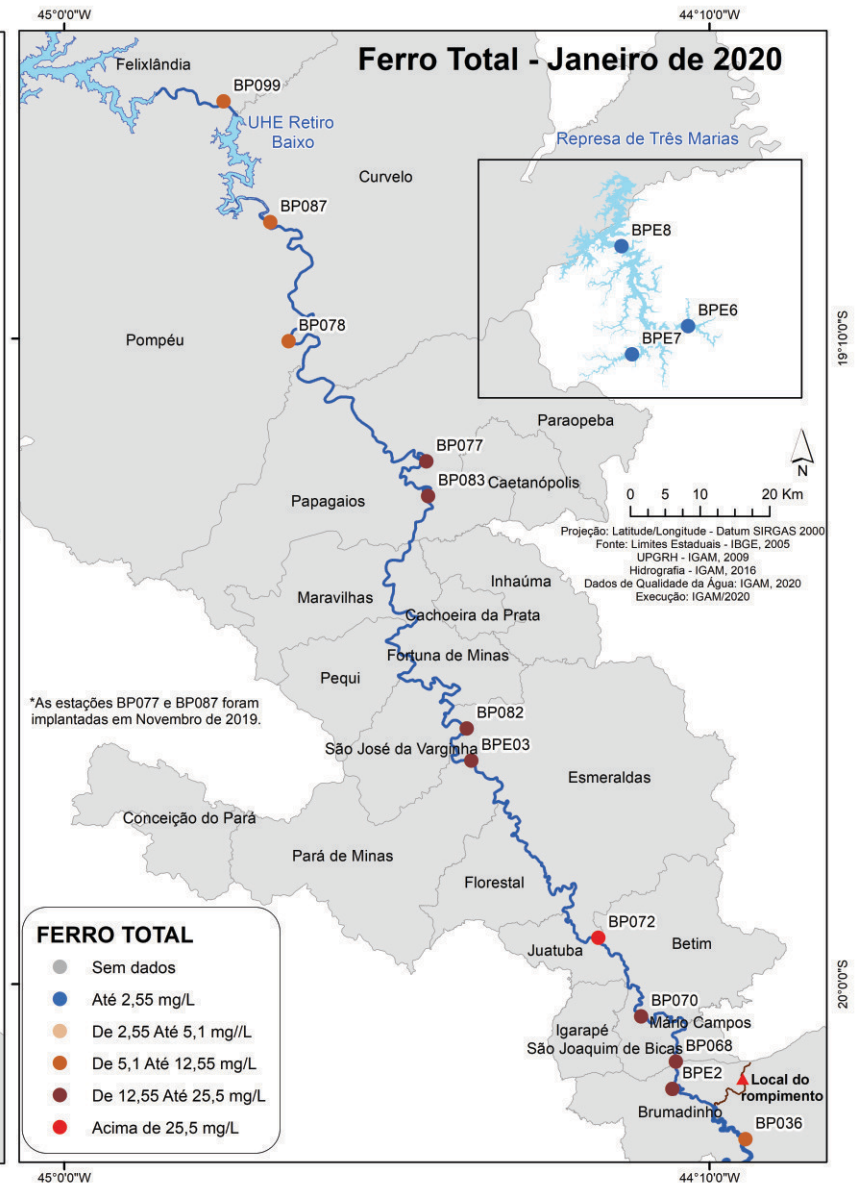 45°0'0"W
44°10'0"W
Ferro Total - Janeiro de 2020
Felixlândia
BP099
UHE Retiro
Baixo
Represa de Três Marias
Curvelo
BP087
BPE8
BPE6
BPE7
BP078
Pompéu
19°10'0"S
Paraopeba
BP077
BP083
Caetanópolis
Papagaios
N
0 5 10 20 Km
Projeção: Latitude/Longitude - Datum SIRGAS 2000
Fonte: Limites Estaduais - IBGE, 2005
UPGRH - IGAM, 2009
Hidrografia - IGAM, 2016
Dados de Qualidade da Água: IGAM, 2020
Execução: IGAM/2020
Inhaúma
Maravilhas
Cachoeira da Prata
Fortuna de Minas
Pequi
*As estações BP077 e BP087 foram
implantadas em Novembro de 2019.
BP082
São José da Varginha
BPE03
Esmeraldas
Conceição do Pará
Pará de Minas
Florestal
BP072
Juatuba
Betim
20°0'0"S
BP070
Mário Campos
Igarapé
São Joaquim de Bicas
BP068
BPE2
Local do
rompimento
Brumadinho
BP036
FERRO TOTAL
Sem dados
Até 2,55 mg/L
De 2,55 Até 5,1 mg//L
De 5,1 Até 12,55 mg/L
De 12,55 Até 25,5 mg/L
Acima de 25,5 mg/L
45°0'0"W
44°10'0"W